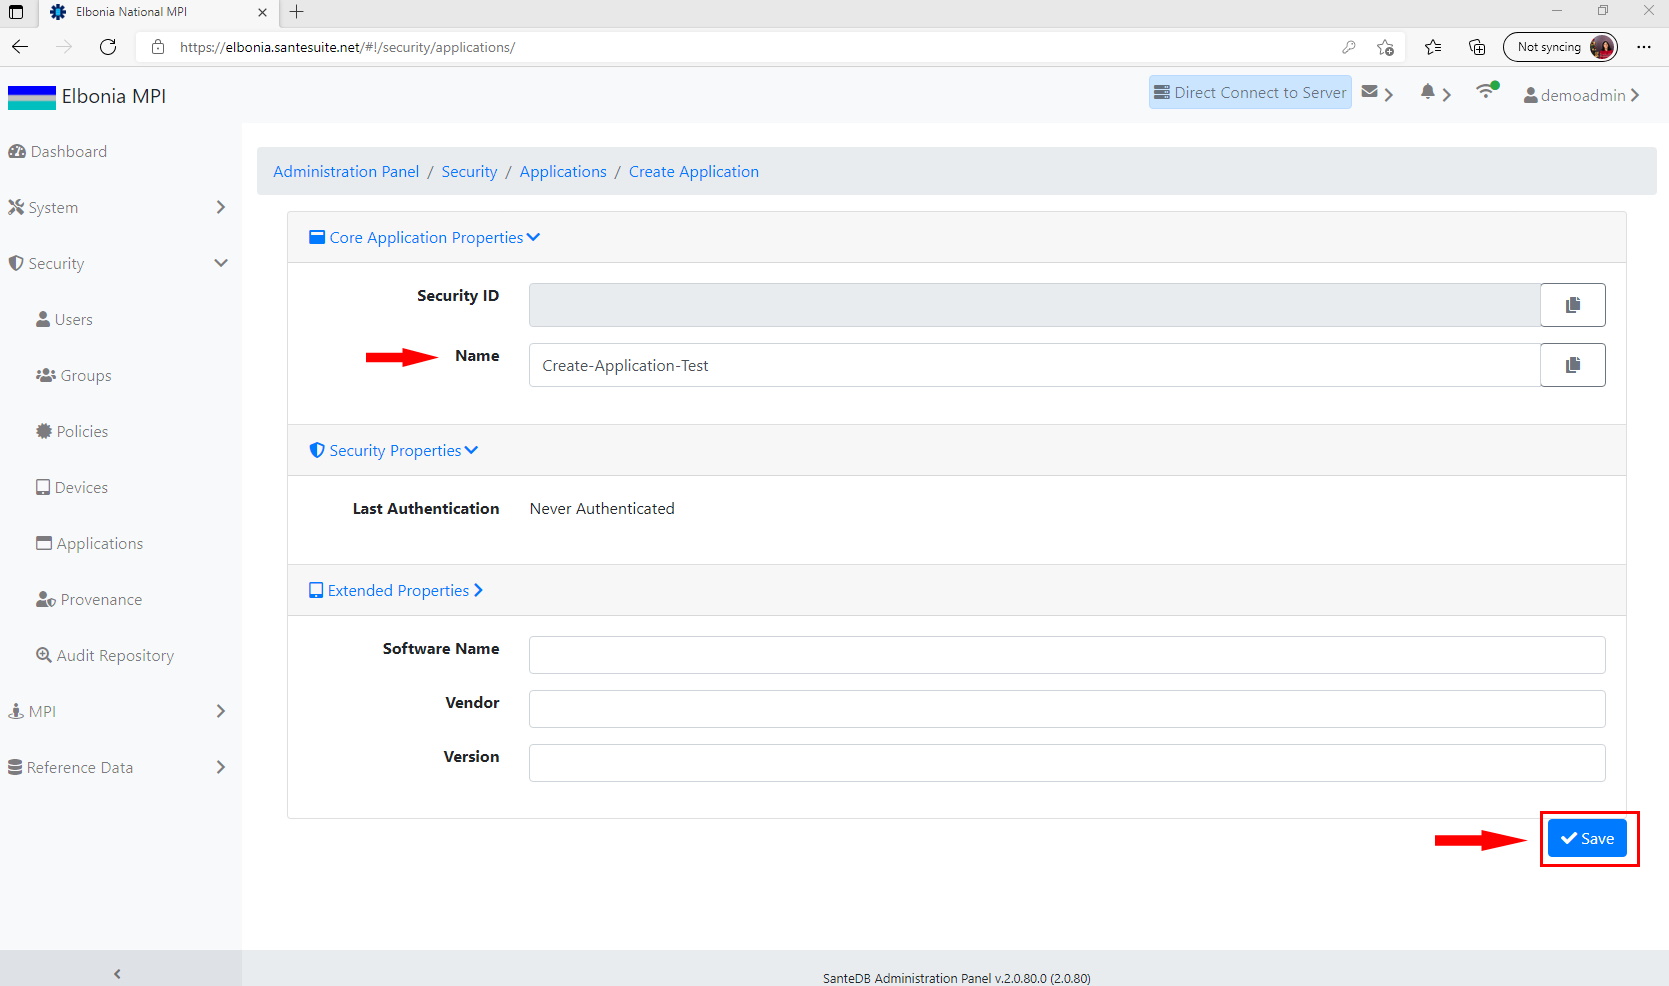 Elbonia National MPI
https://elbonia.santesuite.net/#!/security/applications/
Not syncing
Elbonia MPI
Direct Connect to Server
demoadmin
Dashboard
System
Security
Users
Groups
Policies
Devices
Applications
Provenance
Audit Repository
MPI
Reference Data
Administration Panel / Security / Applications / Create Application
Core Application Properties
Security ID
Name
Create-Application-Test
Security Properties
Last Authentication
Never Authenticated
Extended Properties
Software Name
Vendor
Version
Save
SanteDB Administration Panel v.2.0.80.0 (2.0.80)